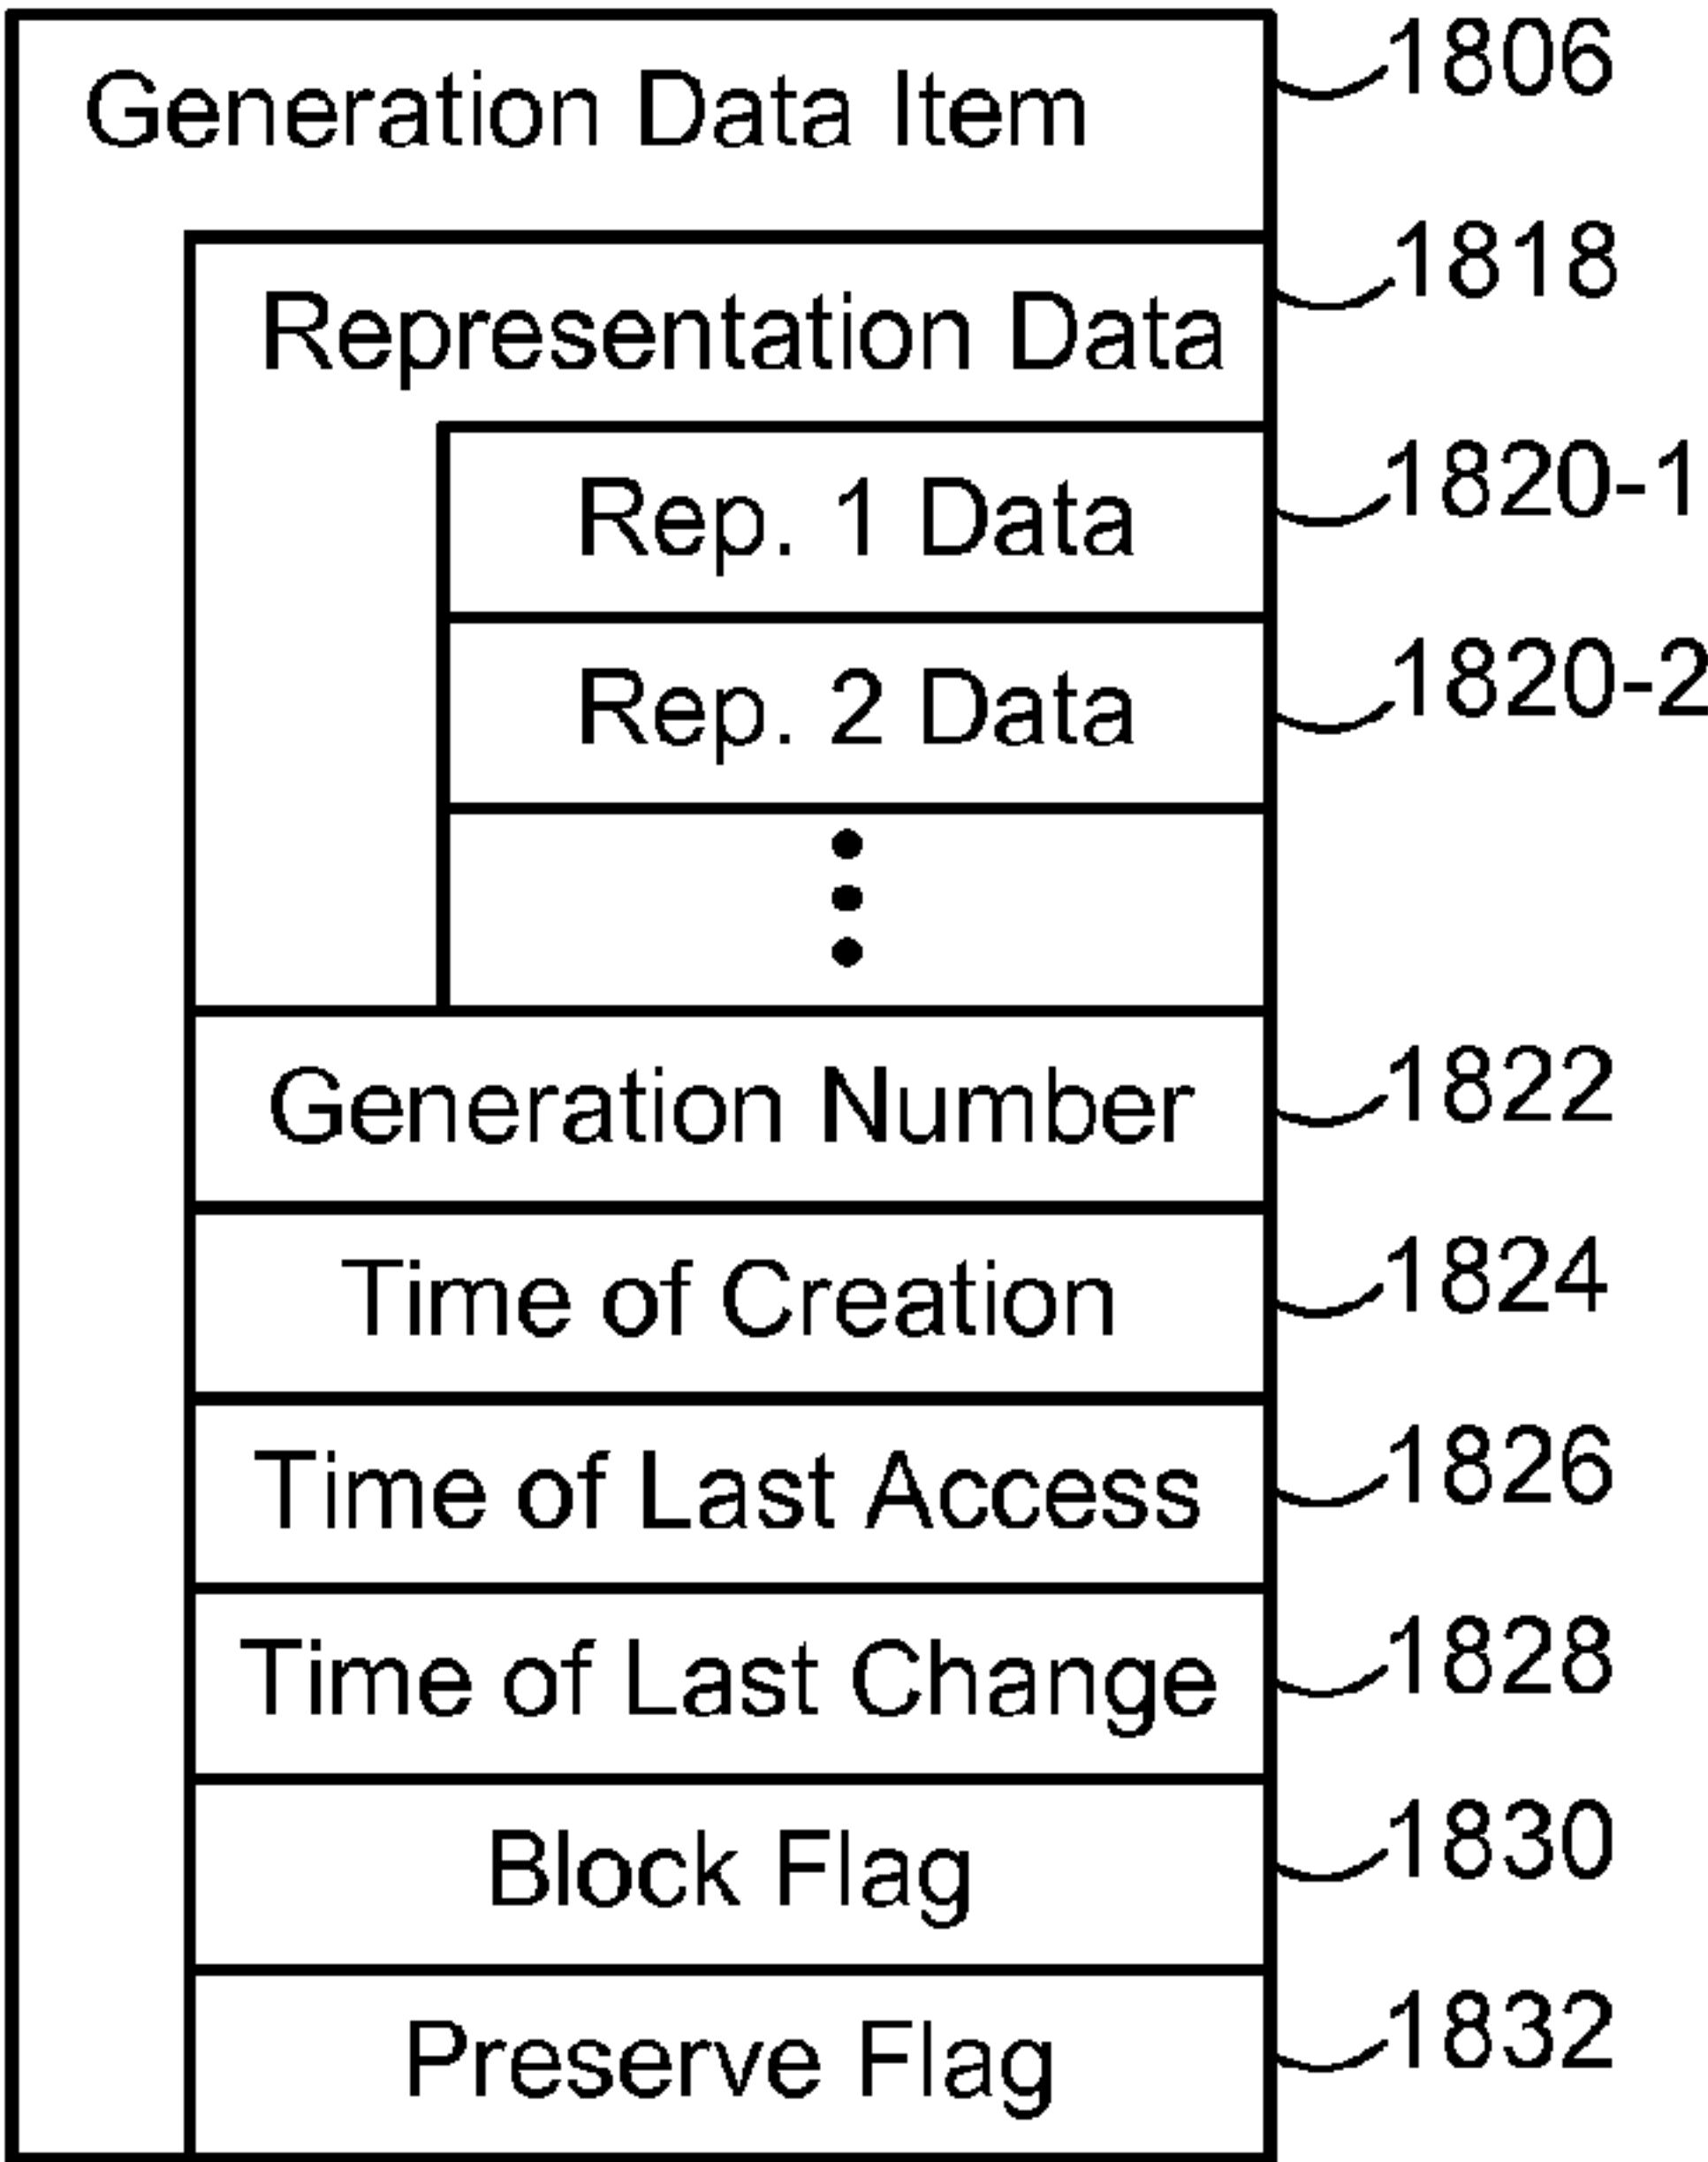 Generation Data Item 1806
Representation Data 1818
Rep. 1 Data 1820-1
Rep. 2 Data 1820-2
Generation Number 1822
Time of Creation 1824
Time of Last Access 1826
Time of Last Change 1828
Block Flag 1830
Preserve Flag 1832